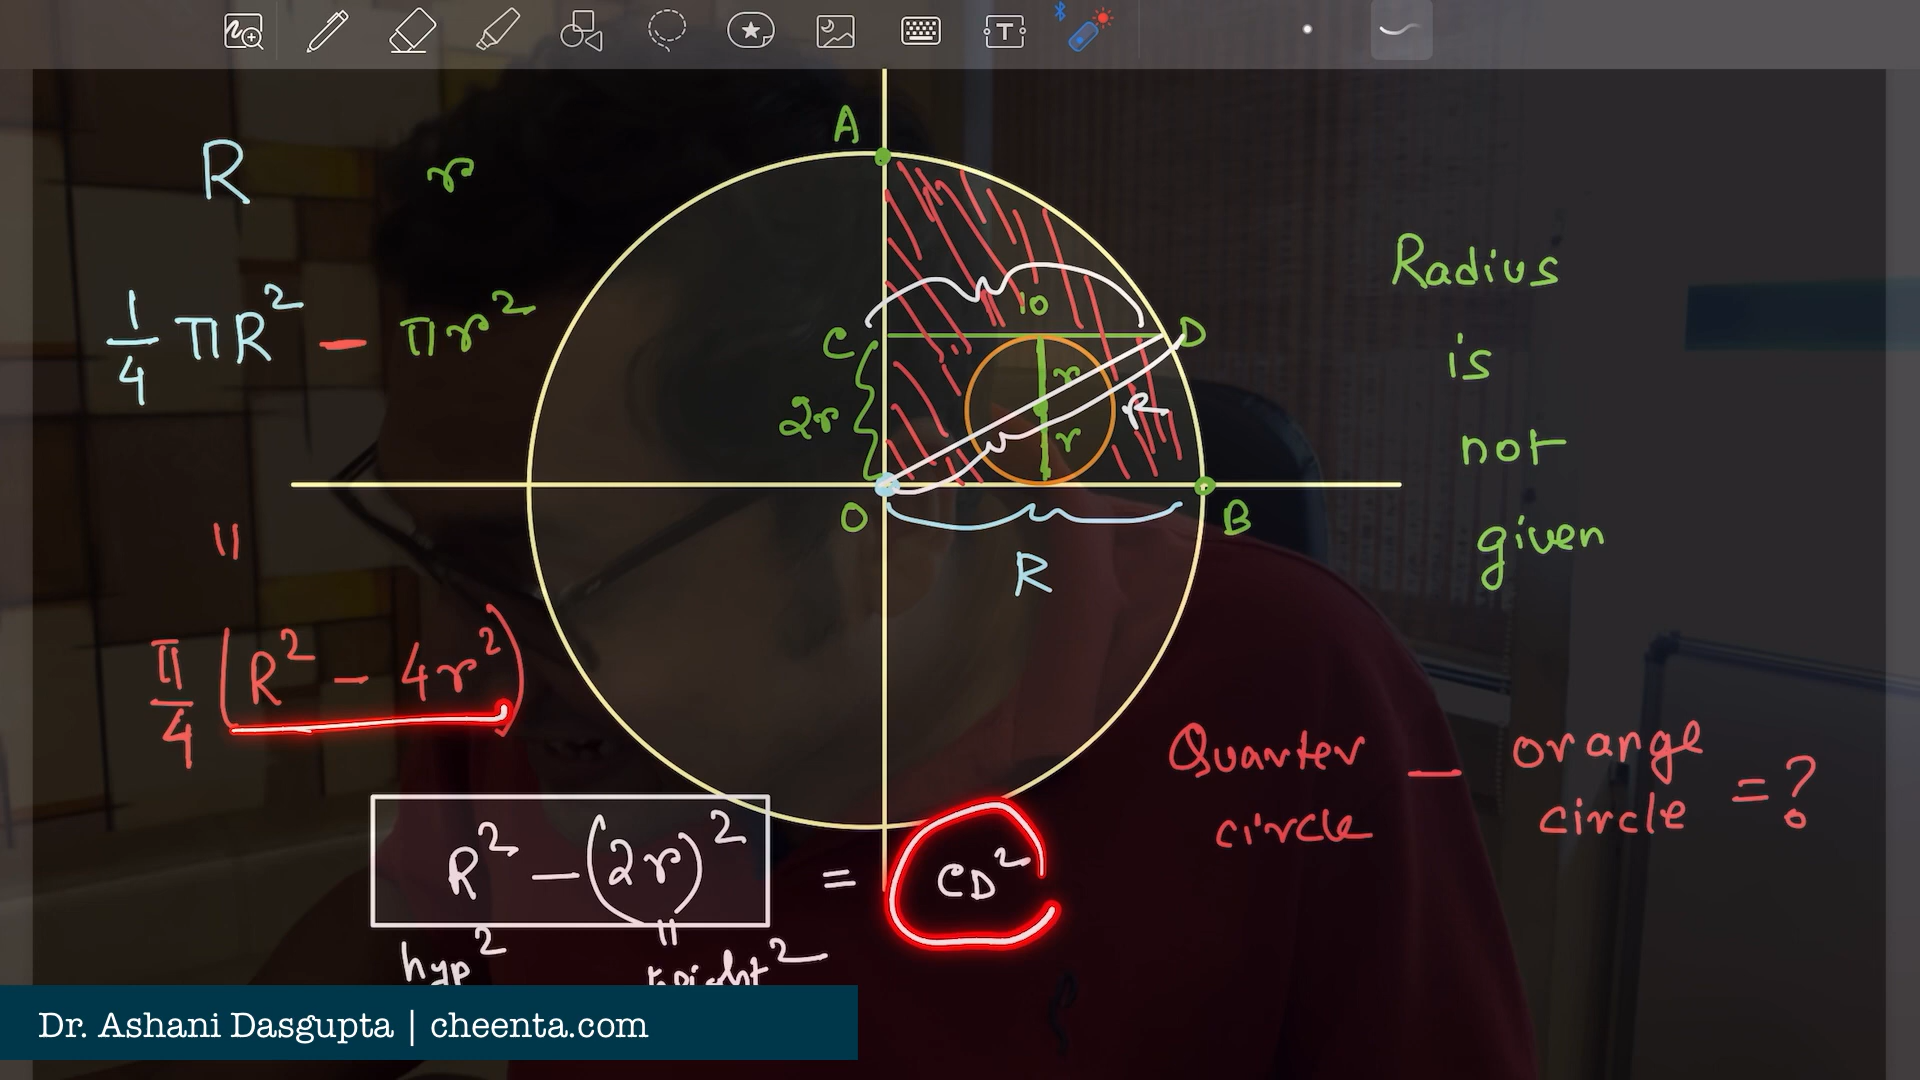 R r
1/4 πR² − πr²
=
π/4 (R² − 4r²)
A
10
C D
r
2r R
r
O B
R
Radius
is
not
given
Quarter circle − orange circle = ?
R² − (2r)² = CD²
hyp² height²
Dr. Ashani Dasgupta | cheenta.com